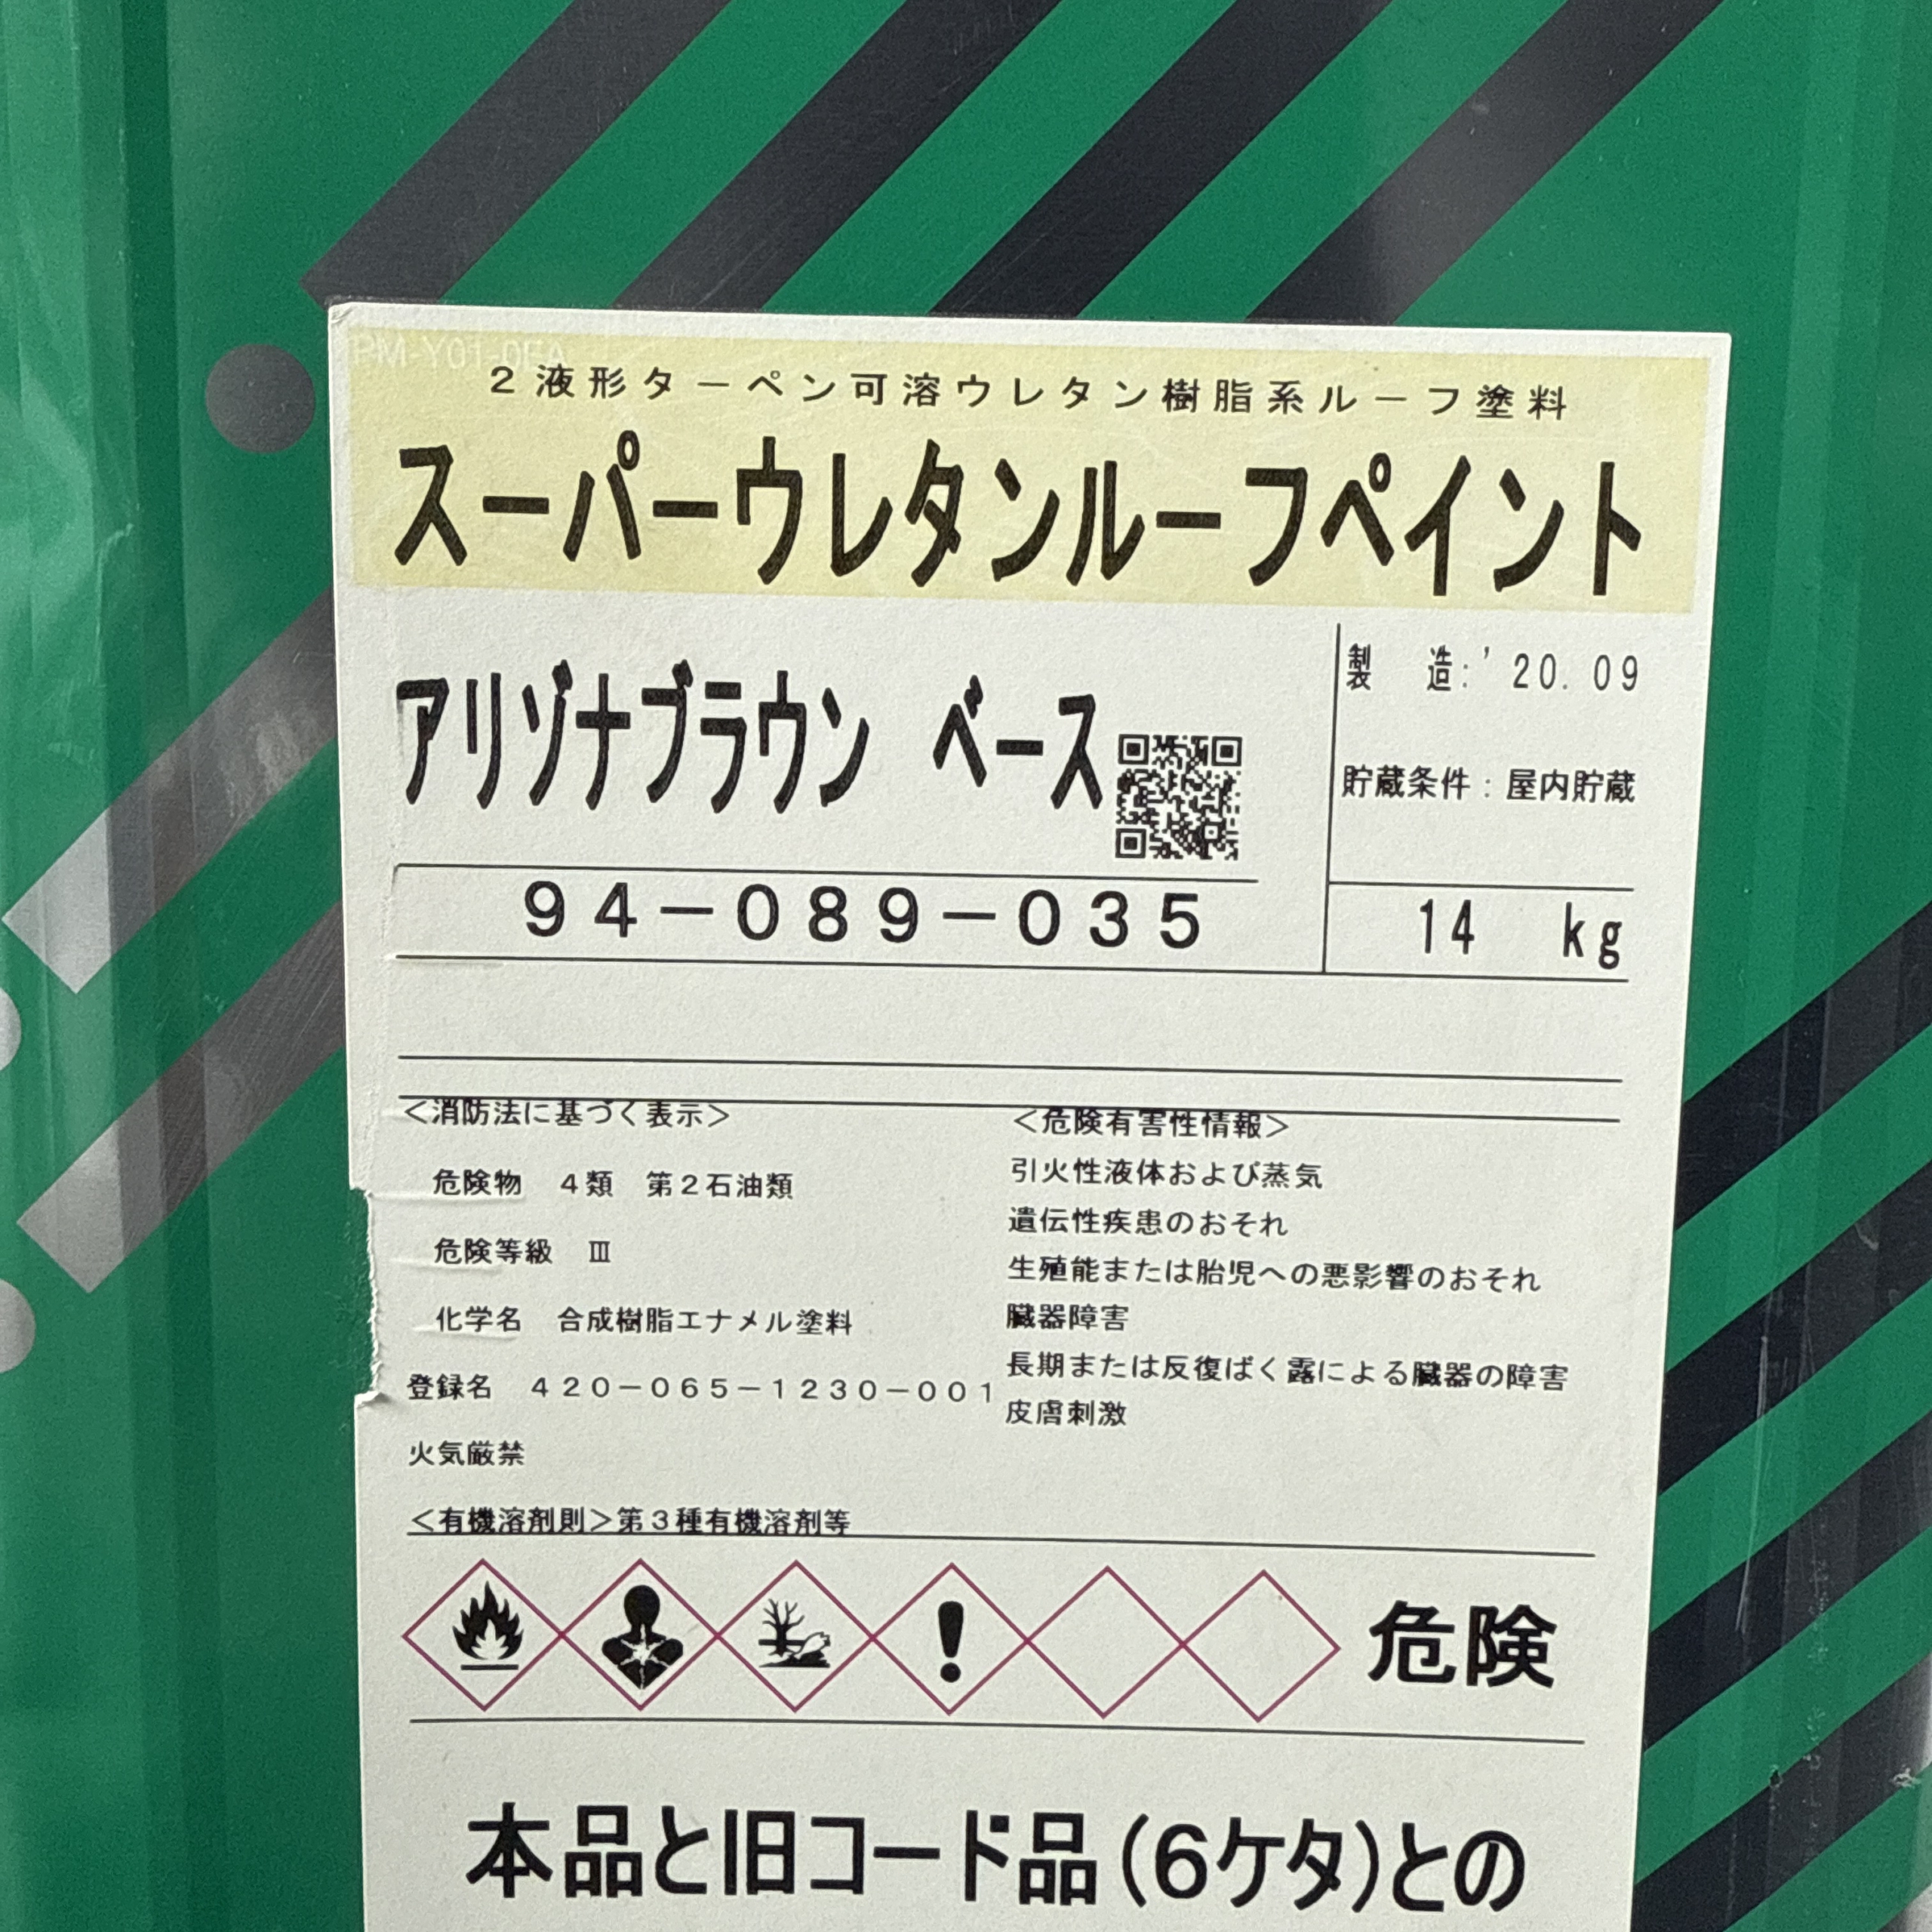 2液形ターペン可溶ウレタン樹脂系ルーフ塗料
スーパーウレタンルーフペイント
アリゾナブラウン ベース
製 造:'20.09
貯蔵条件:屋内貯蔵
94-089-035
14 kg
<消防法に基づく表示>
危険物 4類 第2石油類
危険等級 Ⅲ
化学名 合成樹脂エナメル塗料
登録名 420-065-1230-001
火気厳禁
<有機溶剤則>第3種有機溶剤等
<危険有害性情報>
引火性液体および蒸気
遺伝性疾患のおそれ
生殖能または胎児への悪影響のおそれ
臓器障害
長期または反復ばく露による臓器の障害
皮膚刺激
危険
本品と旧コード品(6ケタ)との